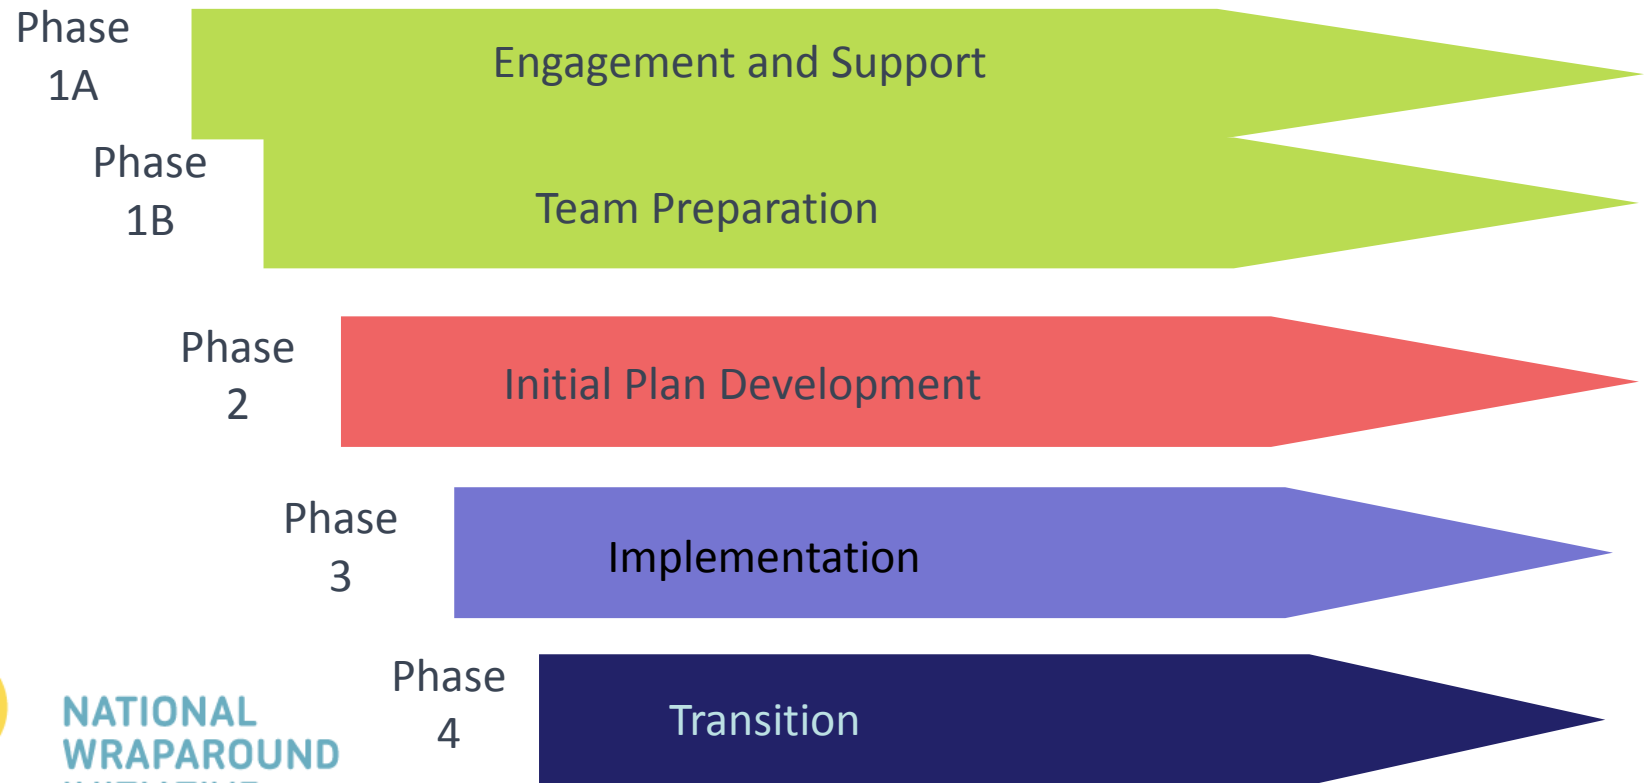 Phase
1A
Engagement and Support
Phase
1B
Team Preparation
Phase
2
Initial Plan Development
Phase
3
Implementation
Phase
4
Transition
NATIONAL
WRAPAROUND